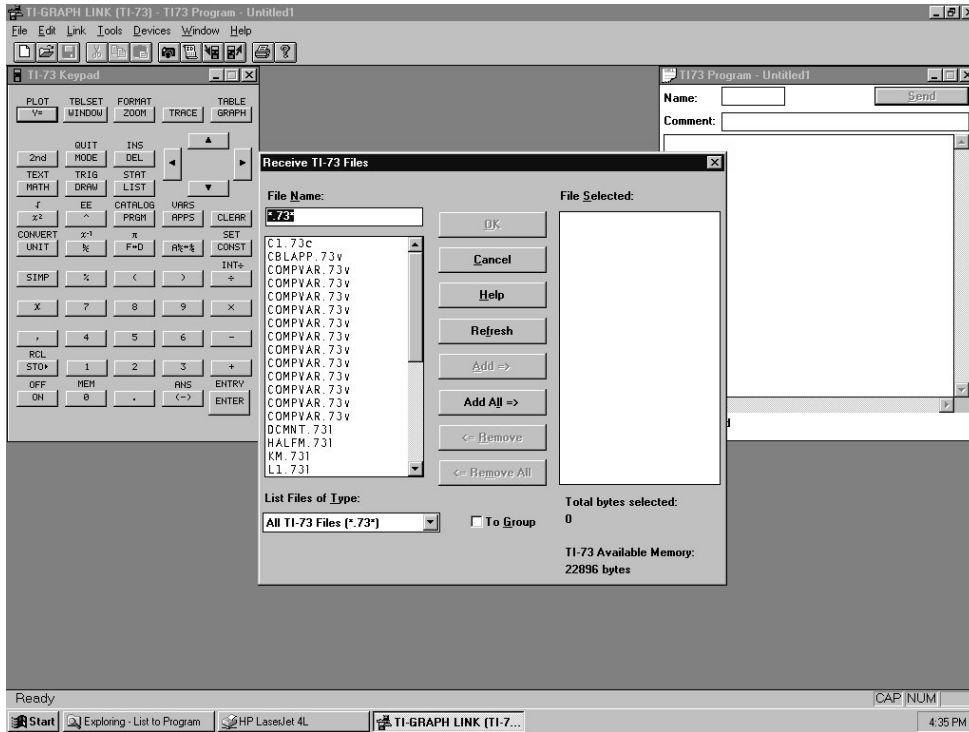 TI-GRAPH LINK (TI-73) - TI73 Program - Untitled1
File Edit Link Tools Devices Window Help
TI-73 Keypad
PLOT TBLSET FORMAT TABLE
Y= WINDOW ZOOM TRACE GRAPH
QUIT INS
2nd MODE DEL
TEXT TRIG STAT
MATH DRAW LIST
√ EE CATALOG VARS
x² ^ PRGM APPS CLEAR
CONVERT x⁻¹ π SET
UNIT b/c F↔D CONST
INT÷
SIMP % ( ) ÷
X 7 8 9 ×
, 4 5 6 -
RCL
STO▸ 1 2 3 +
OFF MEM ANS ENTRY
ON 0 . (-) ENTER
Receive TI-73 Files
File Name:
*.73*
C1.73c
CBLAPP.73v
COMPVAR.73v
COMPVAR.73v
COMPVAR.73v
COMPVAR.73v
COMPVAR.73v
COMPVAR.73v
COMPVAR.73v
COMPVAR.73v
COMPVAR.73v
COMPVAR.73v
COMPVAR.73v
COMPVAR.73v
DCMNT.73l
HALFM.73l
KM.73l
L1.73l
List Files of Type:
All TI-73 Files (*.73*)
OK
Cancel
Help
Refresh
Add =>
Add All =>
<= Remove
<= Remove All
To Group
File Selected:
Total bytes selected:
0
TI-73 Available Memory:
22896 bytes
TI73 Program - Untitled1
Name:
Send
Comment:
Ready
CAP NUM
Start
Exploring - List to Program
HP LaserJet 4L
TI-GRAPH LINK (TI-7...
4:35 PM